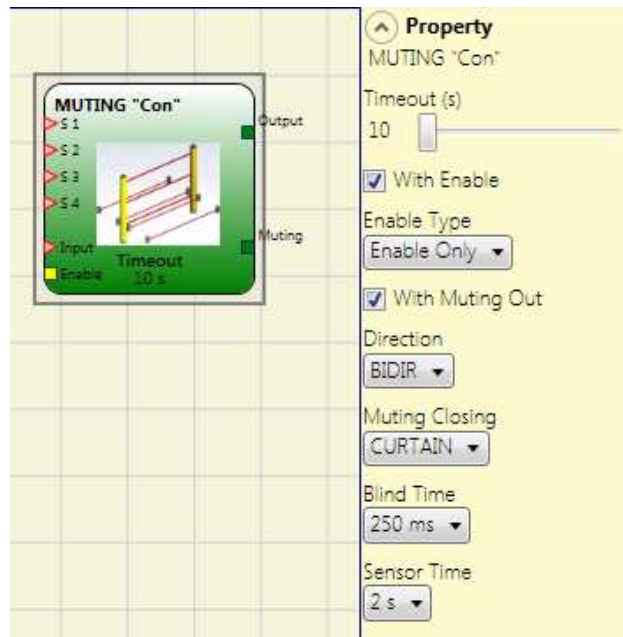 MUTING "Con"
S 1
S 2
S 3
S 4
Input
Enable
Output
Muting
Timeout
10 s
Property
MUTING "Con"
Timeout (s)
10
With Enable
Enable Type
Enable Only
With Muting Out
Direction
BIDIR
Muting Closing
CURTAIN
Blind Time
250 ms
Sensor Time
2 s